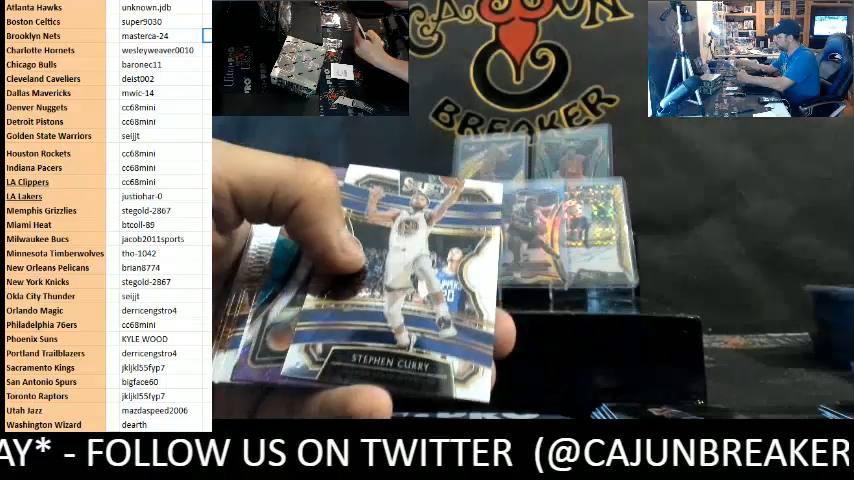 Atlanta Hawks unknown.jdb
Boston Celtics super9030
Brooklyn Nets masterca-24
Charlotte Hornets wesleyweaver0010
Chicago Bulls baronec11
Cleveland Cavaliers deist002
Dallas Mavericks mwic-14
Denver Nuggets cc68mini
Detroit Pistons cc68mini
Golden State Warriors seijjt
Houston Rockets cc68mini
Indiana Pacers cc68mini
LA Clippers cc68mini
LA Lakers justiohar-0
Memphis Grizzlies stegold-2867
Miami Heat btcoll-89
Milwaukee Bucs jacob2011sports
Minnesota Timberwolves tho-1042
New Orleans Pelicans brian8774
New York Knicks stegold-2867
Okla City Thunder seijjt
Orlando Magic derricengstro4
Philadelphia 76ers cc68mini
Phoenix Suns KYLE WOOD
Portland Trailblazers derricengstro4
Sacramento Kings jkljkl55fyp7
San Antonio Spurs bigface60
Toronto Raptors jkljkl55fyp7
Utah Jazz mazdaspeed2006
Washington Wizard dearth
CAJUN
BREAKER
STEPHEN CURRY
AY* - FOLLOW US ON TWITTER (@CAJUNBREAKER